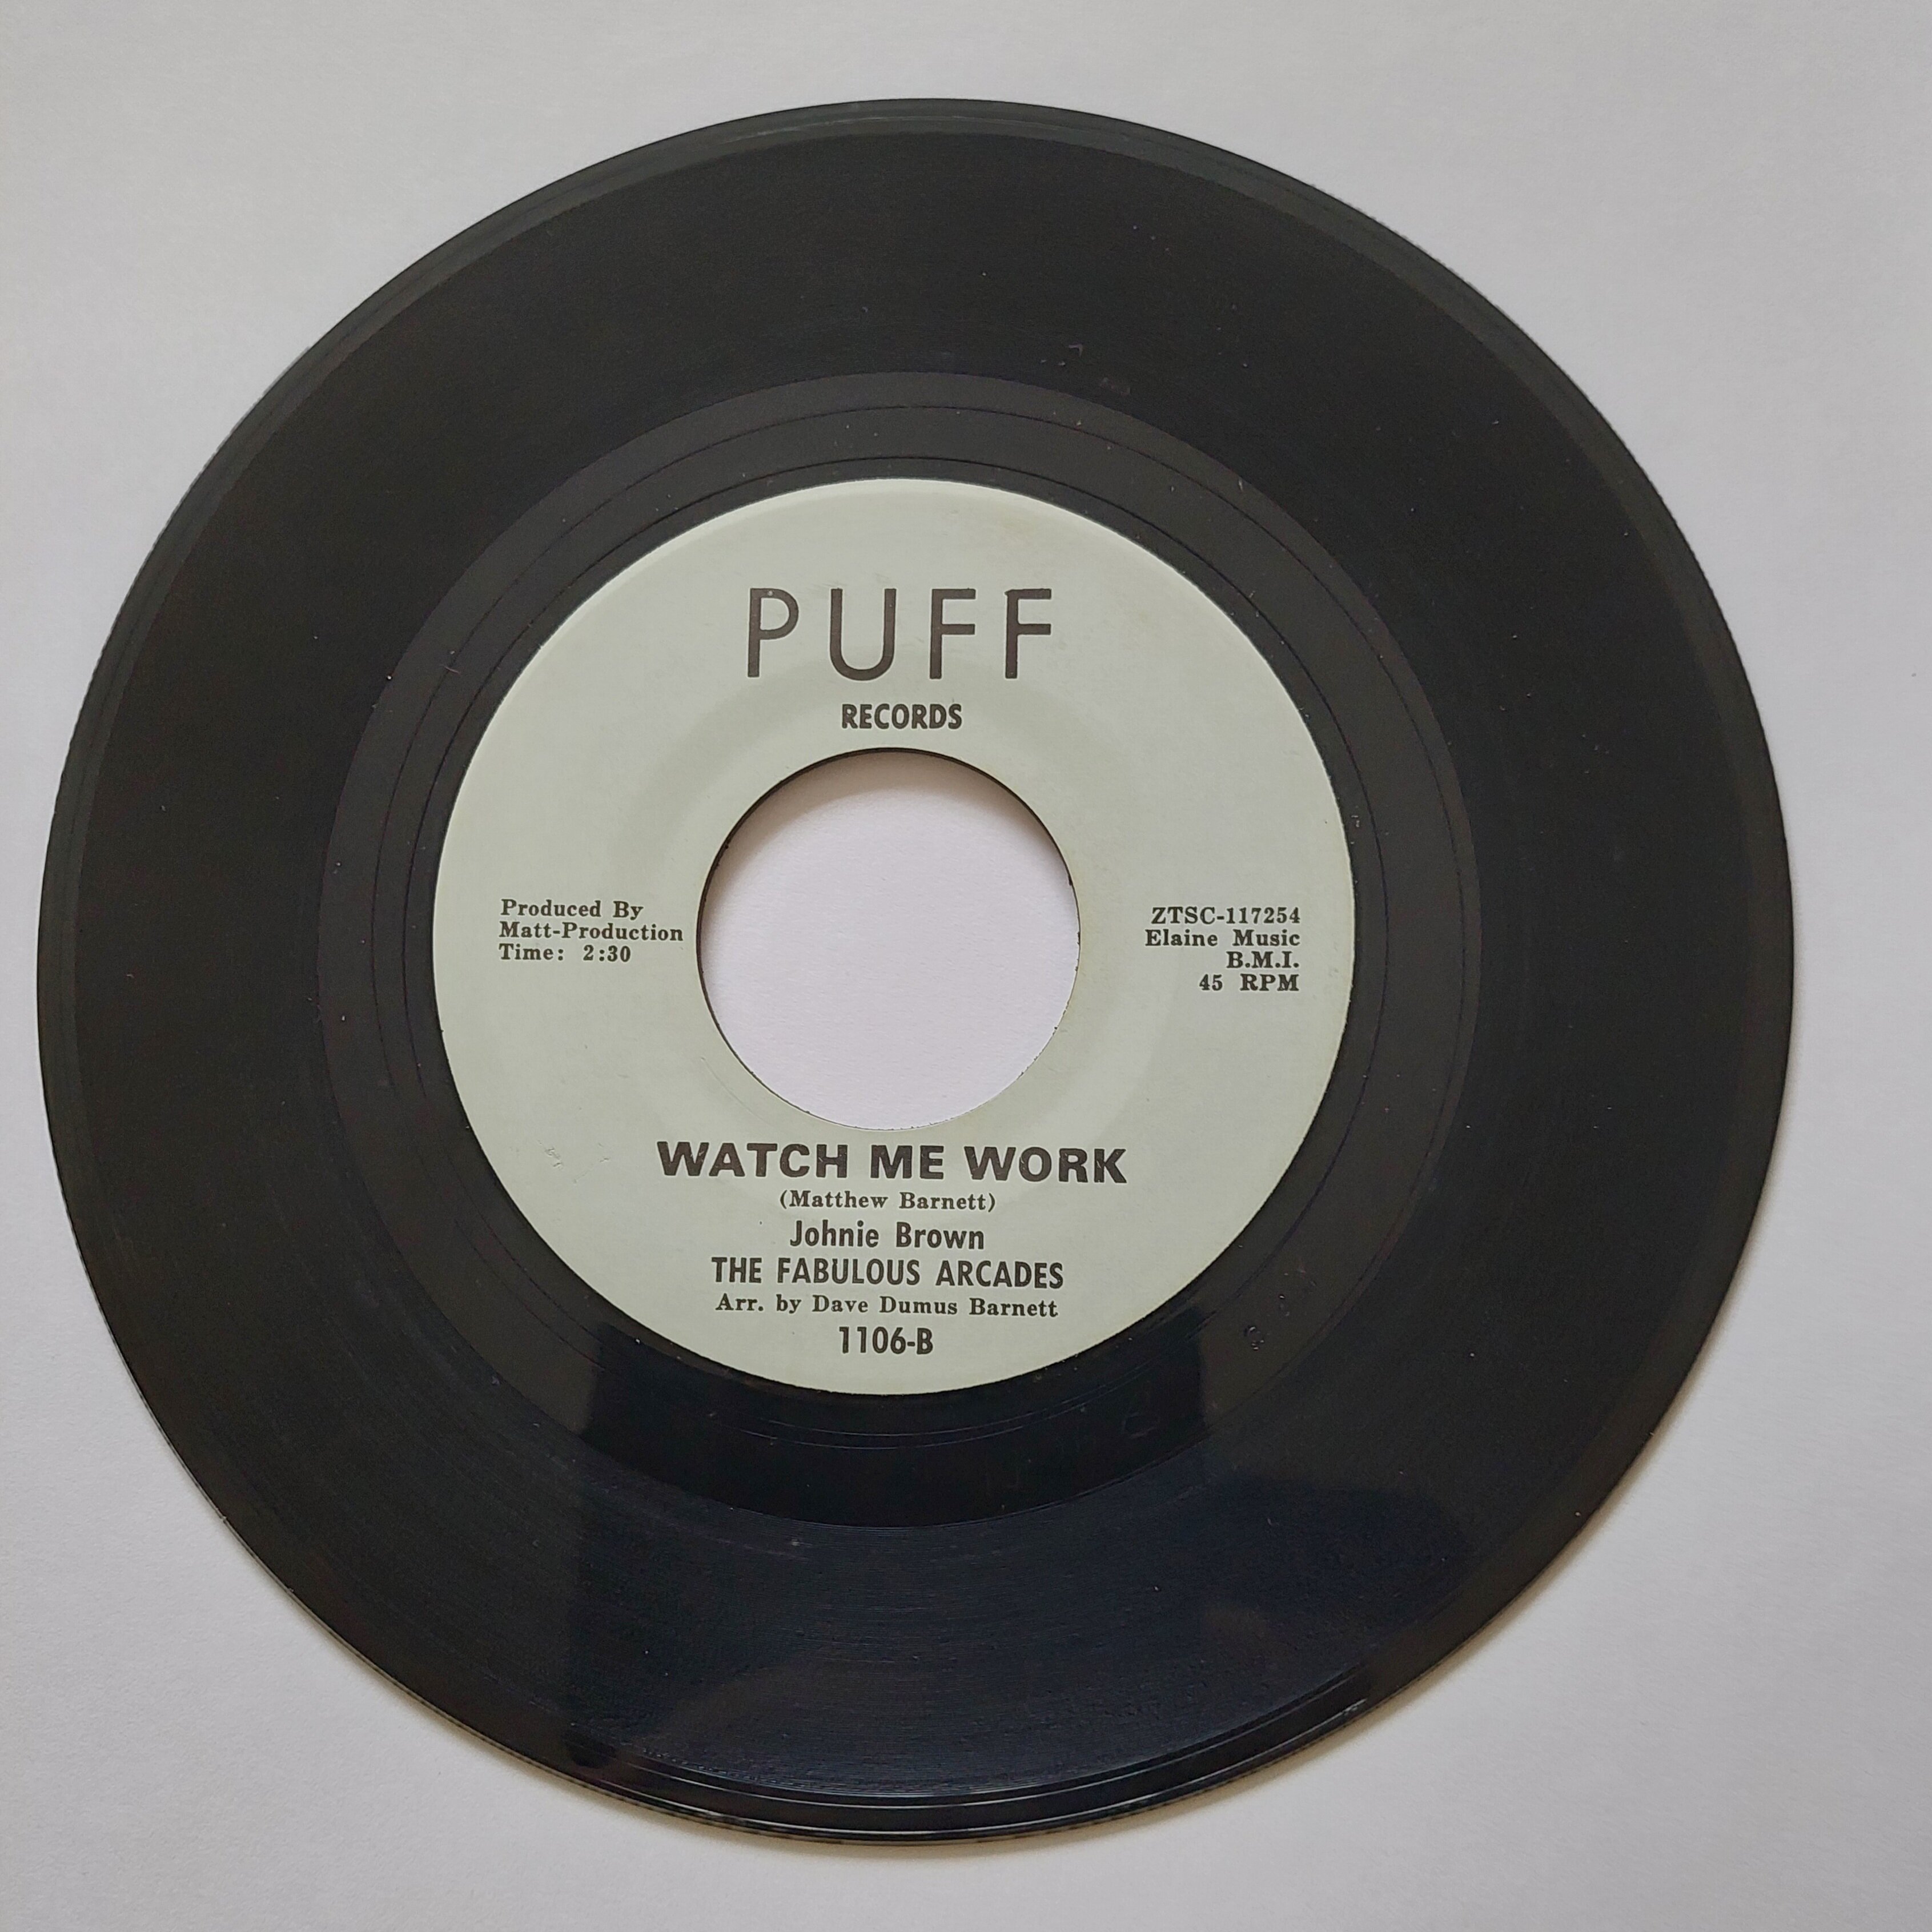 PUFF
RECORDS
Produced By
Matt-Production
Time: 2:30
ZTSC-117254
Elaine Music
B.M.I.
45 RPM
WATCH ME WORK
(Matthew Barnett)
Johnie Brown
THE FABULOUS ARCADES
Arr. by Dave Dumus Barnett
1106-B